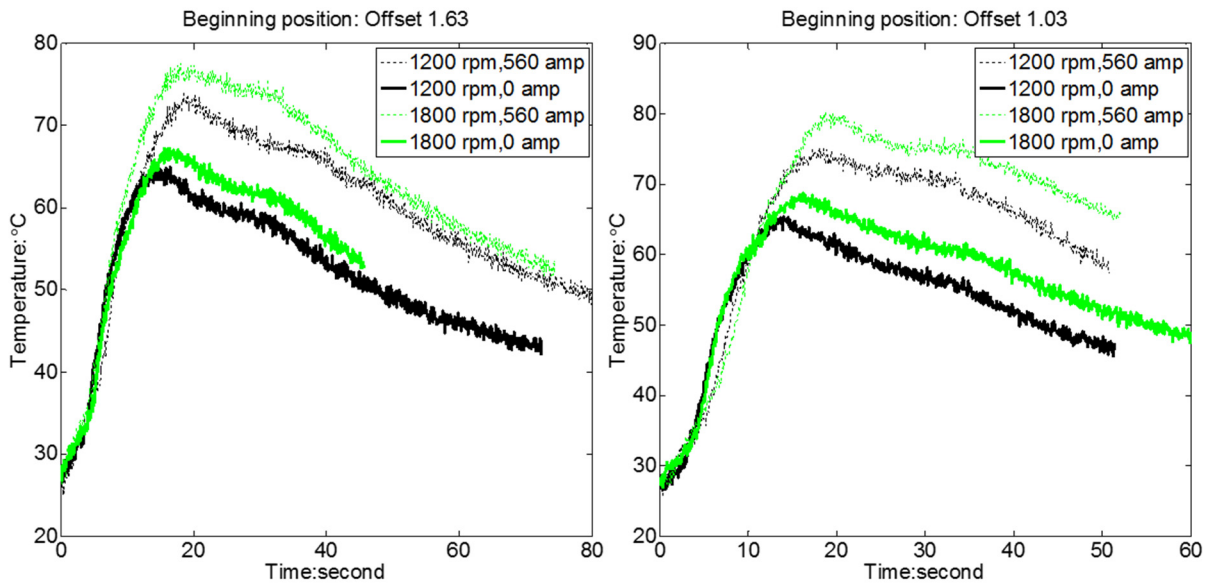 Beginning position: Offset 1.63
80
70
60
50
40
30
20
Temperature:°C
1200 rpm,560 amp
1200 rpm,0 amp
1800 rpm,560 amp
1800 rpm,0 amp
0
20
40
60
80
Time:second
Beginning position: Offset 1.03
90
80
70
60
50
40
30
20
Temperature:°C
1200 rpm,560 amp
1200 rpm,0 amp
1800 rpm,560 amp
1800 rpm,0 amp
0
10
20
30
40
50
60
Time:second